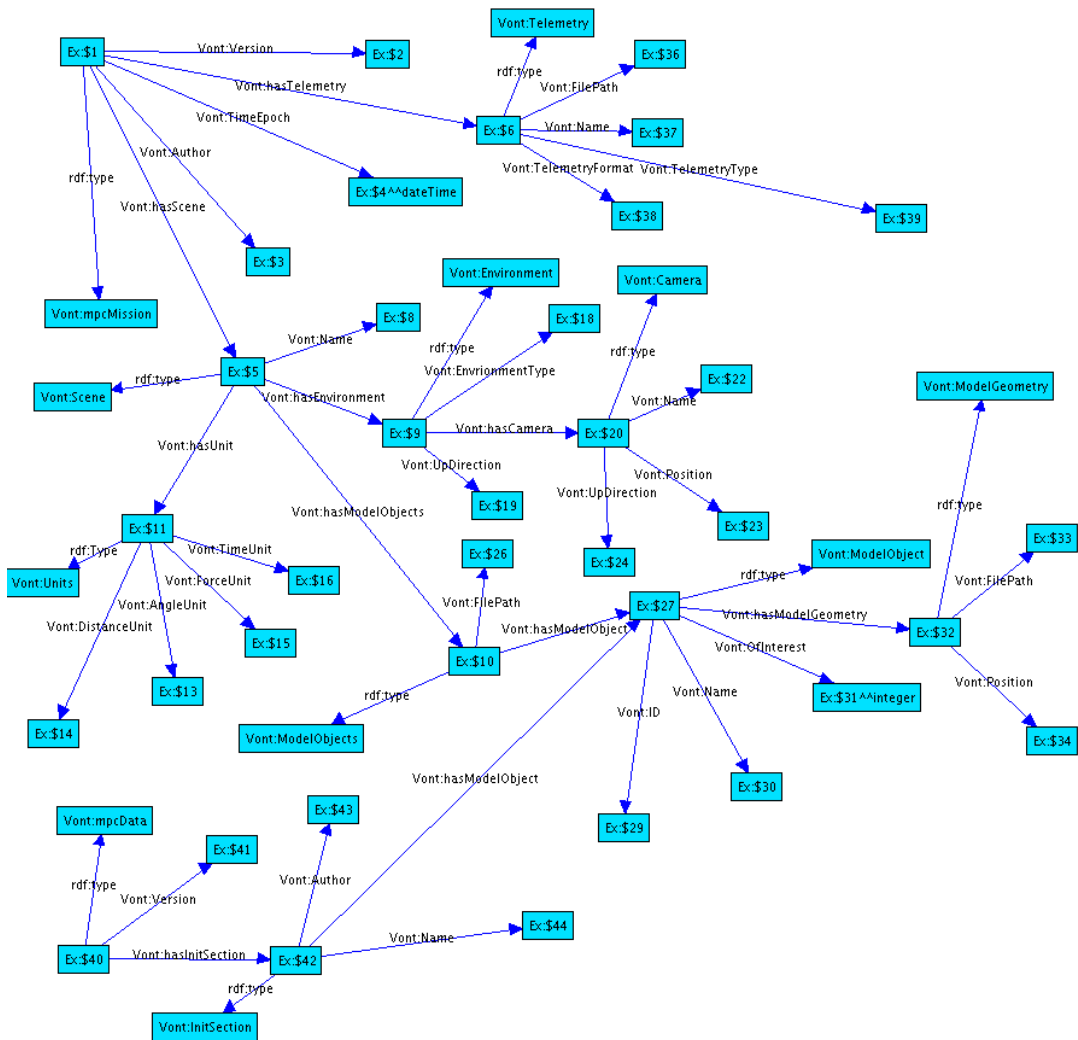 Vont:Telemetry
Ex:$1
Vont:Version
Ex:$2
Ex:$36
rdf:type
Vont:hasTelemetry
Vont:FilePath
Vont:TimeEpoch
Ex:$6
Vont:Name
Ex:$37
Vont:Author
Vont:TelemetryFormat
Vont:TelemetryType
rdf:type
Ex:$4^^dateTime
Vont:hasScene
Ex:$38
Ex:$39
Ex:$3
Vont:Environment
Vont:Camera
Vont:mpcMission
Ex:$8
Ex:$18
Vont:Name
rdf:type
rdf:type
Ex:$5
Vont:EnvrionmentType
Ex:$22
Vont:ModelGeometry
rdf:type
Vont:Scene
Vont:hasEnvironment
Vont:Name
Ex:$9
Vont:hasCamera
Ex:$20
Vont:hasUnit
Vont:UpDirection
Vont:Position
Vont:UpDirection
Ex:$19
rdf:type
Vont:hasModelObjects
Ex:$11
Ex:$23
Ex:$33
rdf:Type
Vont:TimeUnit
Ex:$26
Vont:ModelObject
Ex:$24
Vont:Units
Vont:ForceUnit
Ex:$16
rdf:type
Vont:FilePath
Vont:AngleUnit
Vont:FilePath
Ex:$27
Vont:hasModelGeometry
Vont:DistanceUnit
Vont:hasModelObject
Ex:$32
Ex:$15
Vont:OfInterest
Ex:$10
Ex:$13
rdf:type
Vont:Name
Vont:Position
Ex:$31^^integer
Vont:ID
Ex:$14
Vont:ModelObjects
Ex:$34
Vont:hasModelObject
Ex:$30
Ex:$43
Vont:mpcData
Ex:$29
Ex:$41
rdf:type
Vont:Author
Vont:Version
Ex:$44
Vont:Name
Ex:$40
Vont:hasInitSection
Ex:$42
rdf:type
Vont:InitSection